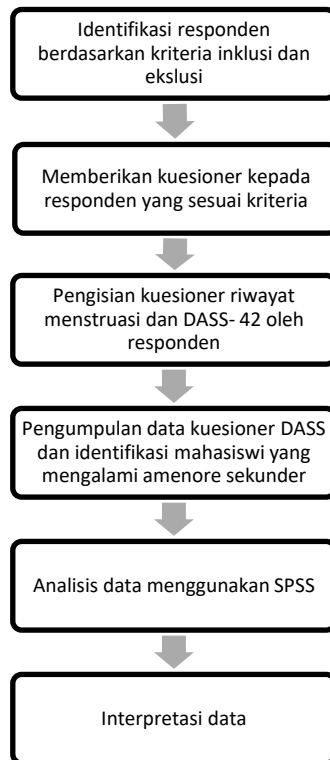 Identifikasi responden
berdasarkan kriteria inklusi dan
ekslusi
Memberikan kuesioner kepada
responden yang sesuai kriteria
Pengisian kuesioner riwayat
menstruasi dan DASS- 42 oleh
responden
Pengumpulan data kuesioner DASS
dan identifikasi mahasiswi yang
mengalami amenore sekunder
Analisis data menggunakan SPSS
Interpretasi data